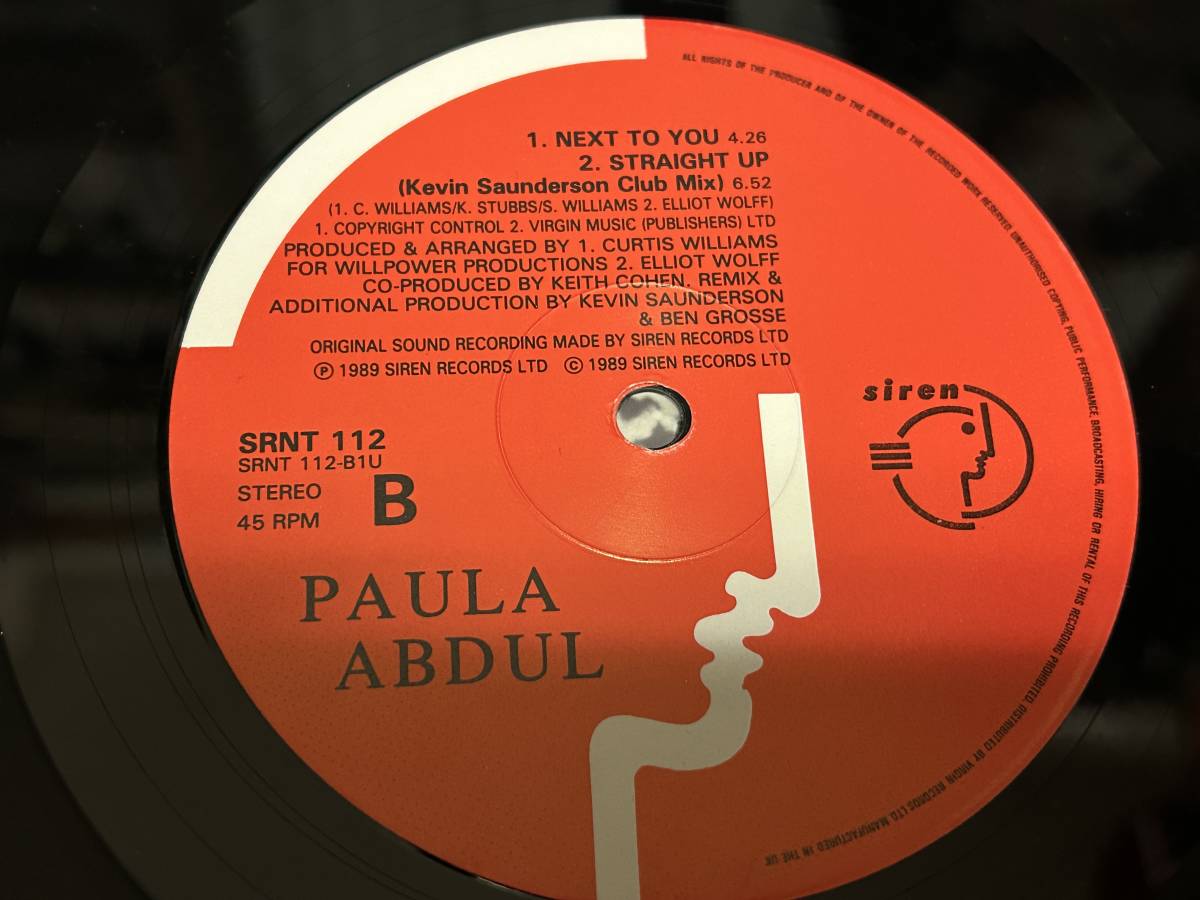 1. NEXT TO YOU 4.26
2. STRAIGHT UP
(Kevin Saunderson Club Mix) 6.52
(1. C. WILLIAMS/K. STUBBS/S. WILLIAMS 2. ELLIOT WOLFF)
1. COPYRIGHT CONTROL 2. VIRGIN MUSIC (PUBLISHERS) LTD
PRODUCED & ARRANGED BY 1. CURTIS WILLIAMS
FOR WILLPOWER PRODUCTIONS 2. ELLIOT WOLFF
CO-PRODUCED BY KEITH COHEN. REMIX &
ADDITIONAL PRODUCTION BY KEVIN SAUNDERSON
& BEN GROSSE
ORIGINAL SOUND RECORDING MADE BY SIREN RECORDS LTD
Ⓟ 1989 SIREN RECORDS LTD © 1989 SIREN RECORDS LTD
siren
SRNT 112
SRNT 112-B1U
STEREO
B
45 RPM
PAULA
ABDUL
ALL RIGHTS OF THE PRODUCER AND OF THE OWNER OF THE RECORDED WORK RESERVED. UNAUTHORISED COPYING, PUBLIC PERFORMANCE, BROADCASTING, HIRING OR RENTAL OF THIS RECORDING PROHIBITED. DISTRIBUTED BY VIRGIN RECORDS LTD. MANUFACTURED IN THE UK